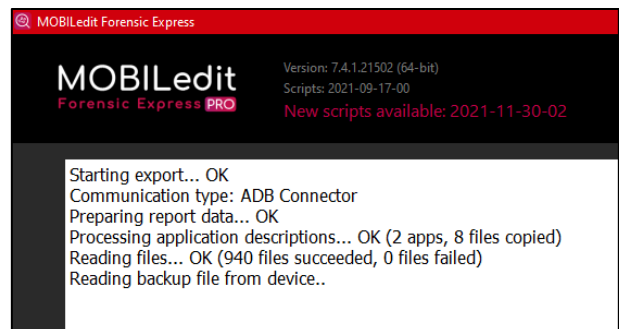 MOBILedit Forensic Express
MOBILedit
Forensic Express PRO
Version: 7.4.1.21502 (64-bit)
Scripts: 2021-09-17-00
New scripts available: 2021-11-30-02
Starting export... OK
Communication type: ADB Connector
Preparing report data... OK
Processing application descriptions... OK (2 apps, 8 files copied)
Reading files... OK (940 files succeeded, 0 files failed)
Reading backup file from device..